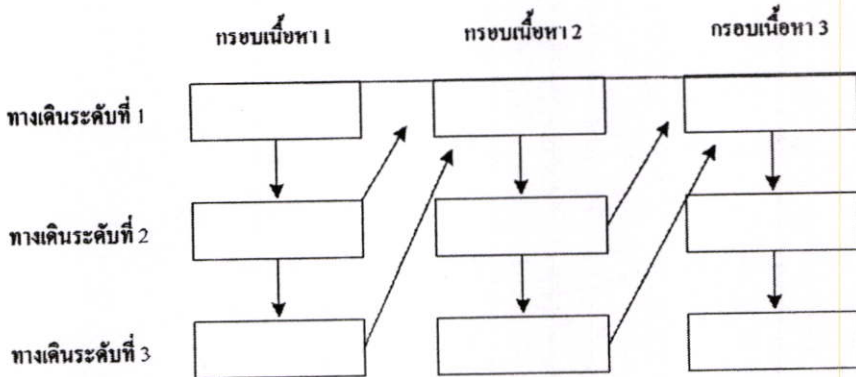 กรอบเนื้อหา 1 กรอบเนื้อหา 2 กรอบเนื้อหา 3
ทางเดินระดับที่ 1
ทางเดินระดับที่ 2
ทางเดินระดับที่ 3